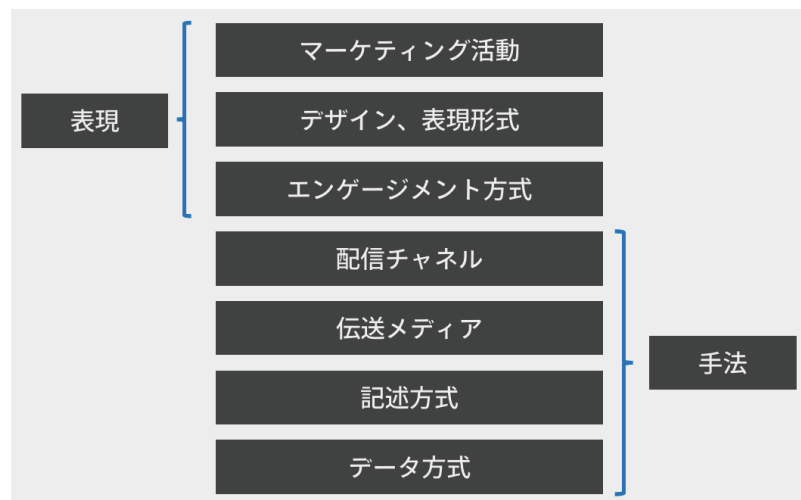 マーケティング活動
表現
デザイン、表現形式
エンゲージメント方式
配信チャネル
伝送メディア
手法
記述方式
データ方式